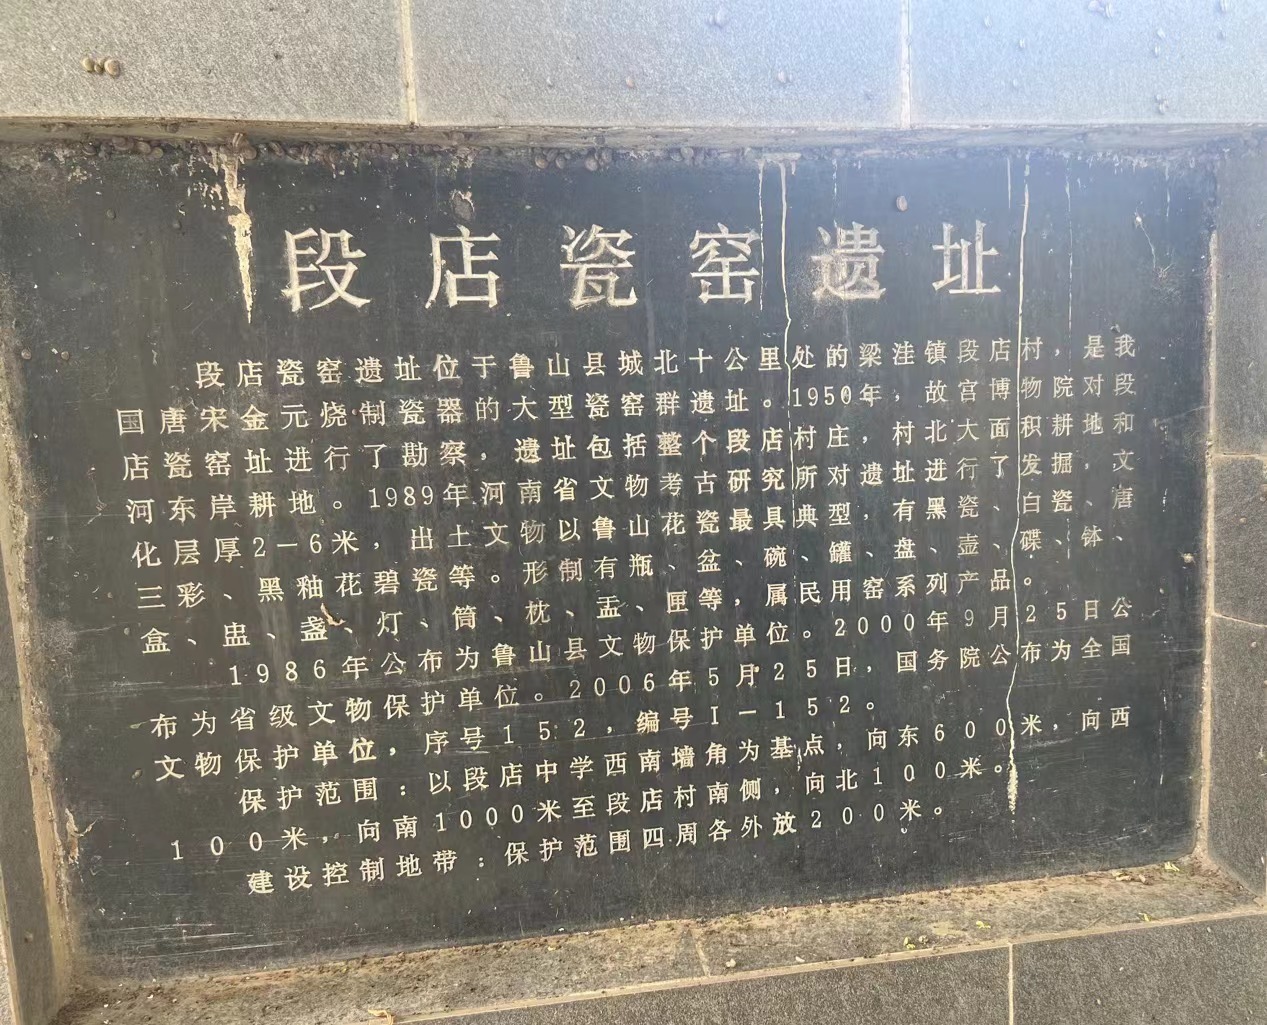 段店瓷窑遗址
段店瓷窑遗址位于鲁山县城北十公里处的梁洼镇段店村，是我
国唐宋金元烧制瓷器的大型瓷窑群遗址。1950年，故宫博物院对段
店瓷窑址进行了勘察，遗址包括整个段店村庄，村北大面积耕地和
河东岸耕地。1989年河南省文物考古研究所对遗址进行了发掘，文
化层厚2－6米，出土文物以鲁山花瓷最具典型，有黑瓷、白瓷、唐
三彩、黑釉花碧瓷等。形制有瓶、盆、碗、罐、盘、壶、碟、钵、
盒、盅、盏、灯、筒、枕、盂、匣等，属民用窑系列产品。
1986年公布为鲁山县文物保护单位。2000年9月25日公
布为省级文物保护单位。2006年5月25日，国务院公布为全国
文物保护单位，序号152，编号I－152。
保护范围：以段店中学西南墙角为基点，向东600米，向西
100米，向南1000米至段店村南侧，向北100米。
建设控制地带：保护范围四周各外放200米。